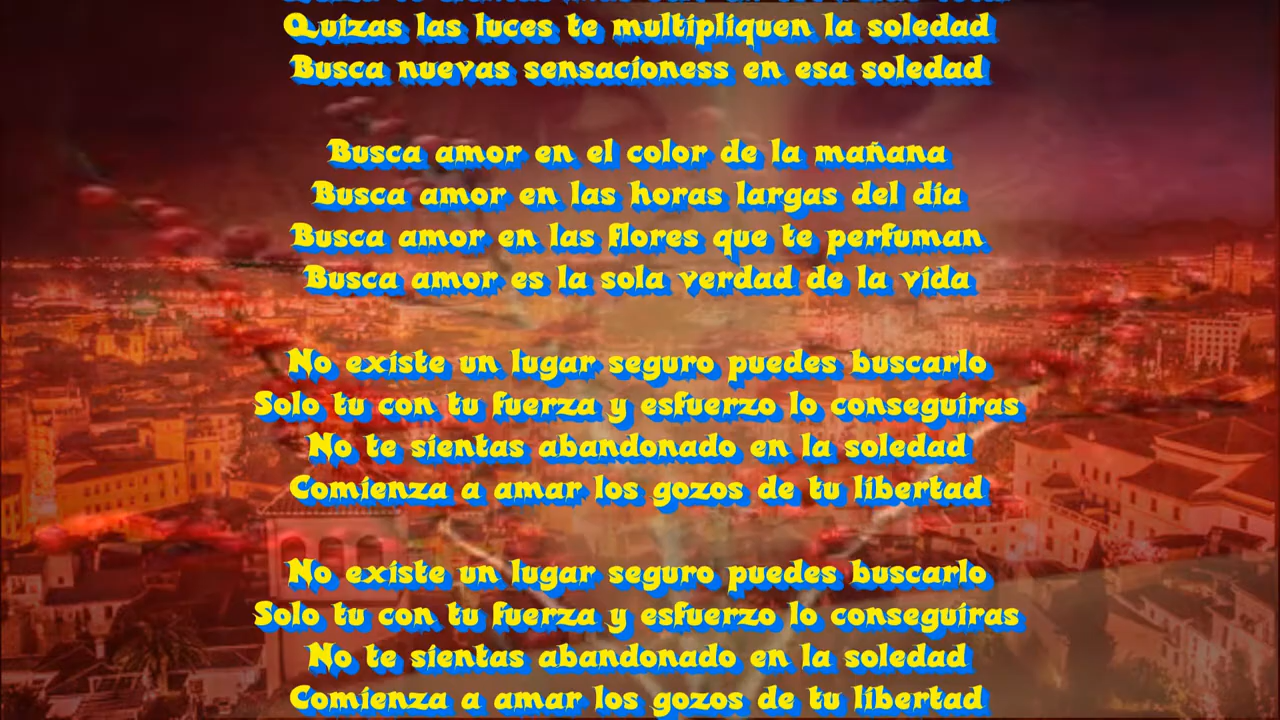 Quizas las luces te multipliquen la soledad
Busca nuevas sensacioness en esa soledad
Busca amor en el color de la mañana
Busca amor en las horas largas del dia
Busca amor en las flores que te perfuman
Busca amor es la sola verdad de la vida
No existe un lugar seguro puedes buscarlo
Solo tu con tu fuerza y esfuerzo lo conseguiras
No te sientas abandonado en la soledad
Comienza a amar los gozos de tu libertad
No existe un lugar seguro puedes buscarlo
Solo tu con tu fuerza y esfuerzo lo conseguiras
No te sientas abandonado en la soledad
Comienza a amar los gozos de tu libertad